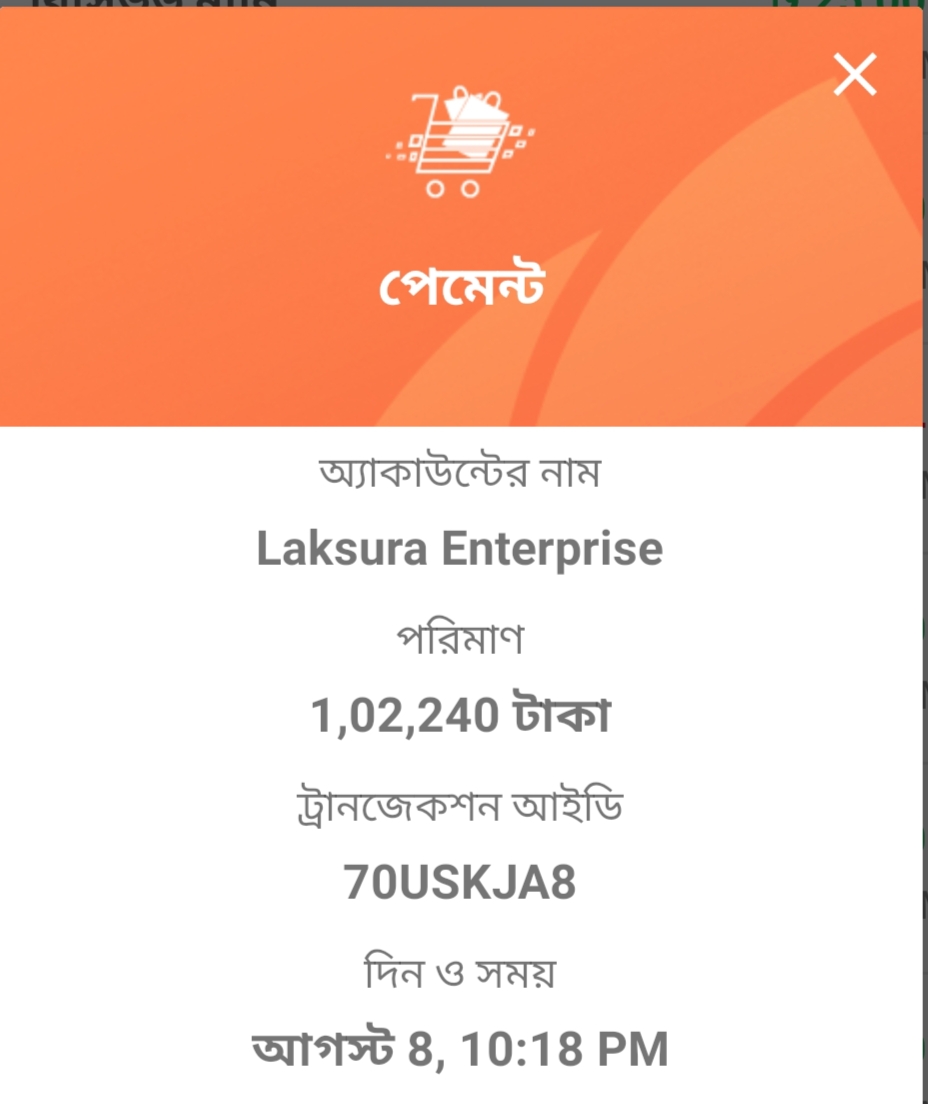 পেমেন্ট
অ্যাকাউন্টের নাম
Laksura Enterprise
পরিমাণ
1,02,240 টাকা
ট্রানজেকশন আইডি
70USKJA8
দিন ও সময়
আগস্ট 8, 10:18 PM